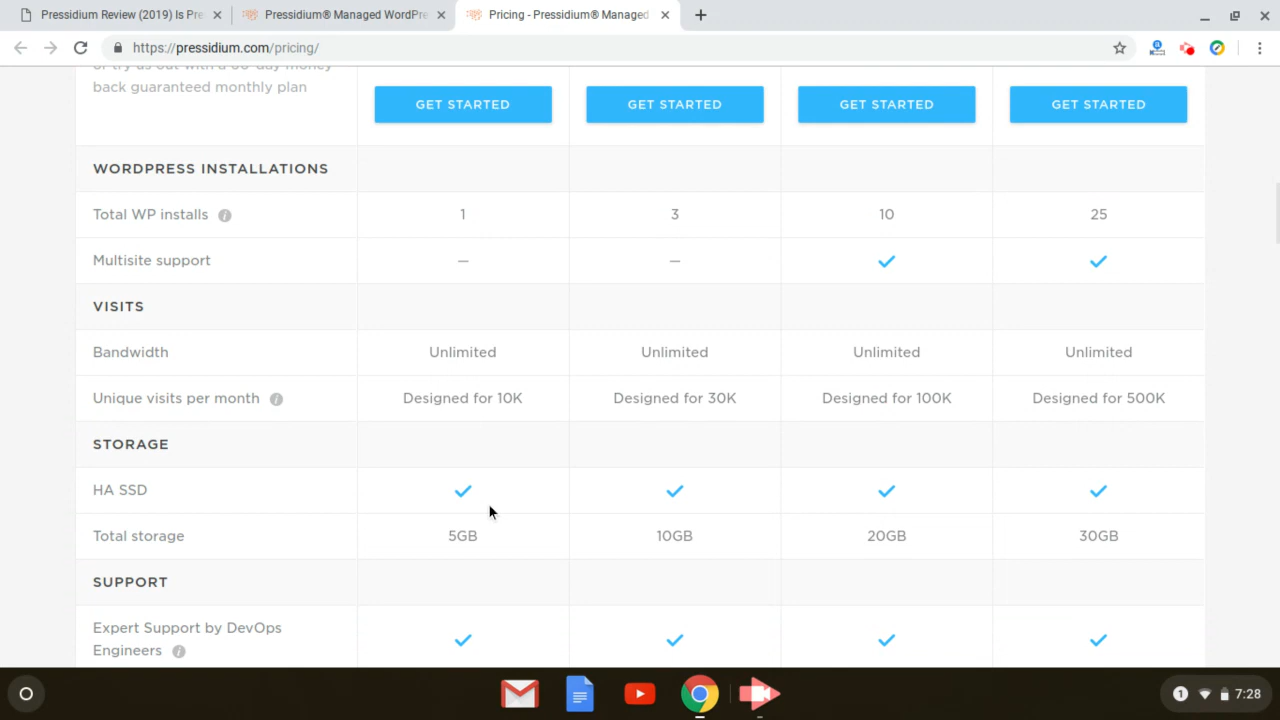 Pressidium Review (2019) Is Pre
Pressidium® Managed WordPre
Pricing - Pressidium® Managed
https://pressidium.com/pricing/
back guaranteed monthly plan
GET STARTED GET STARTED GET STARTED GET STARTED
WORDPRESS INSTALLATIONS
Total WP installs 1 3 10 25
Multisite support — —
VISITS
Bandwidth Unlimited Unlimited Unlimited Unlimited
Unique visits per month Designed for 10K Designed for 30K Designed for 100K Designed for 500K
STORAGE
HA SSD
Total storage 5GB 10GB 20GB 30GB
SUPPORT
Expert Support by DevOps
Engineers
1 7:28